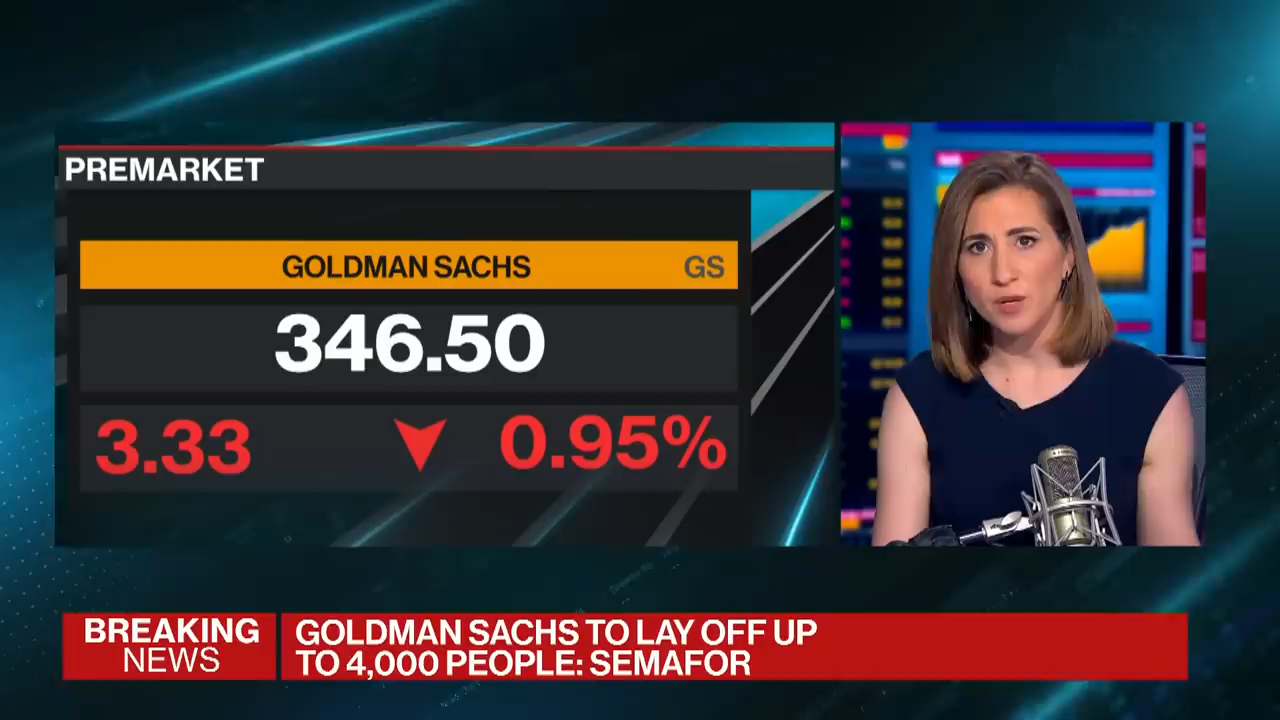 PREMARKET
GOLDMAN SACHS GS
346.50
3.33 0.95%
BREAKING
NEWS
GOLDMAN SACHS TO LAY OFF UP
TO 4,000 PEOPLE: SEMAFOR